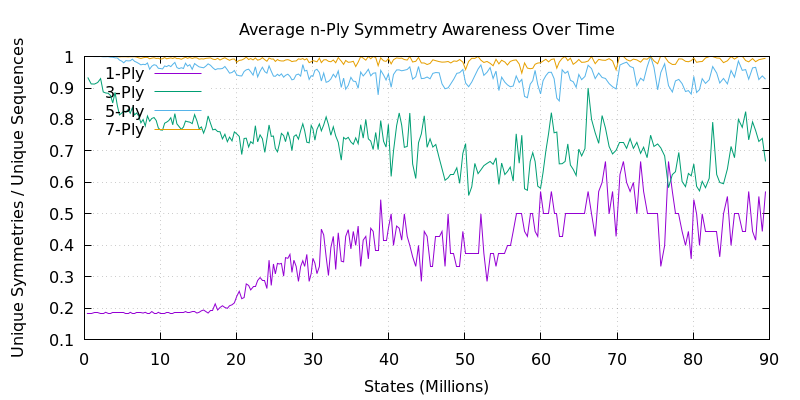 Average n-Ply Symmetry Awareness Over Time
Unique Symmetries / Unique Sequences
1
0.9
0.8
0.7
0.6
0.5
0.4
0.3
0.2
0.1
1-Ply
3-Ply
5-Ply
7-Ply
0 10 20 30 40 50 60 70 80 90
States (Millions)